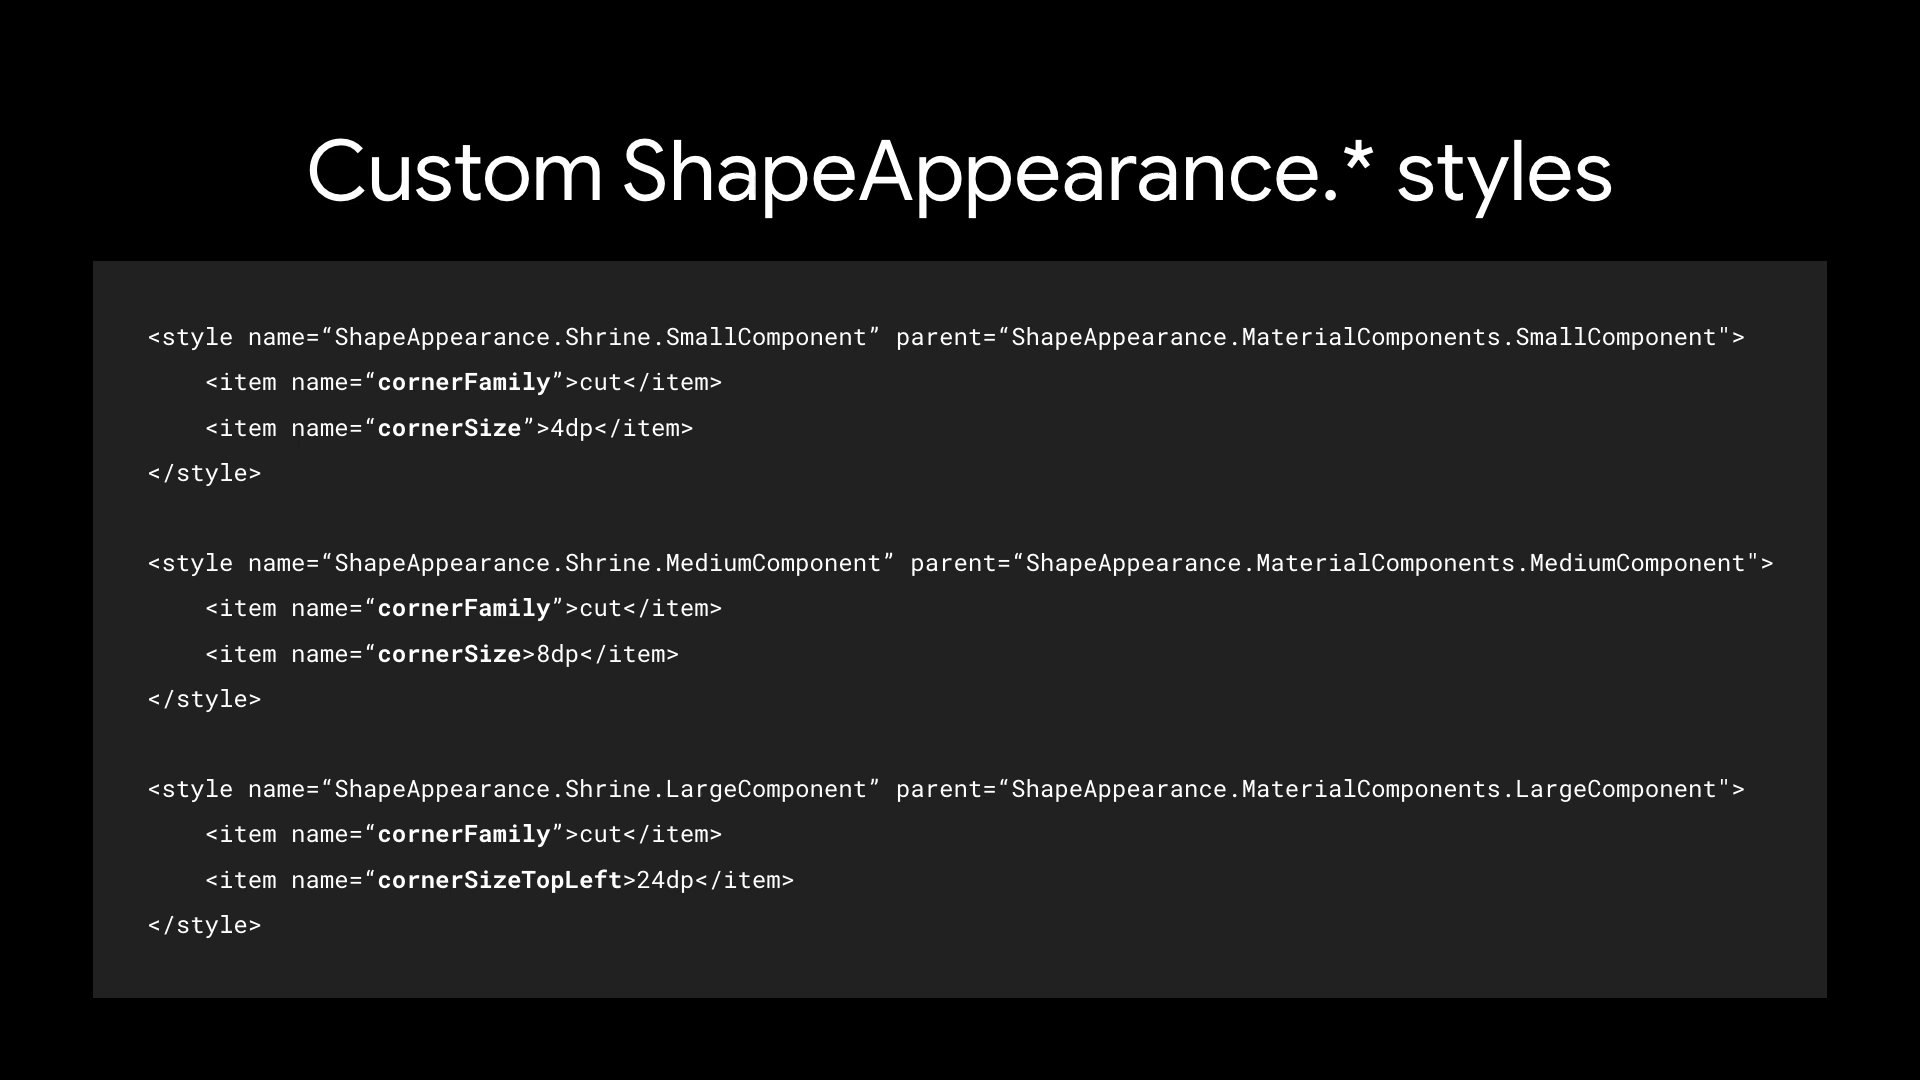 Custom ShapeAppearance.* styles
<style name=“ShapeAppearance.Shrine.SmallComponent” parent=“ShapeAppearance.MaterialComponents.SmallComponent">
<item name=“cornerFamily”>cut</item>
<item name=“cornerSize”>4dp</item>
</style>
<style name=“ShapeAppearance.Shrine.MediumComponent” parent=“ShapeAppearance.MaterialComponents.MediumComponent">
<item name=“cornerFamily”>cut</item>
<item name=“cornerSize>8dp</item>
</style>
<style name=“ShapeAppearance.Shrine.LargeComponent” parent=“ShapeAppearance.MaterialComponents.LargeComponent">
<item name=“cornerFamily”>cut</item>
<item name=“cornerSizeTopLeft>24dp</item>
</style>